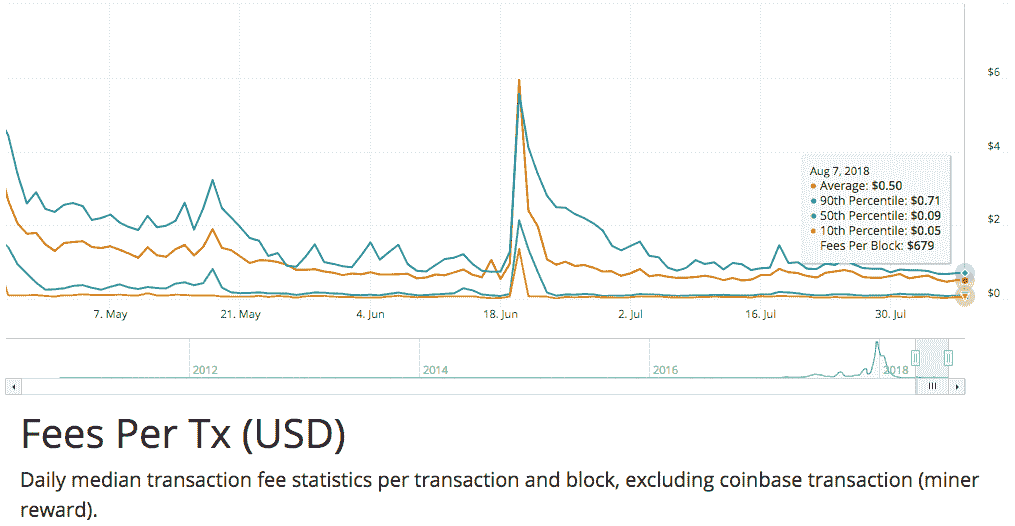 $6
$4
Aug 7, 2018
● Average: $0.50
● 90th Percentile: $0.71
● 50th Percentile: $0.09
● 10th Percentile: $0.05
Fees Per Block: $679
$2
$0
7. May 21. May 4. Jun 18. Jun 2. Jul 16. Jul 30. Jul
2012 2014 2016 2018
Fees Per Tx (USD)
Daily median transaction fee statistics per transaction and block, excluding coinbase transaction (miner
reward).